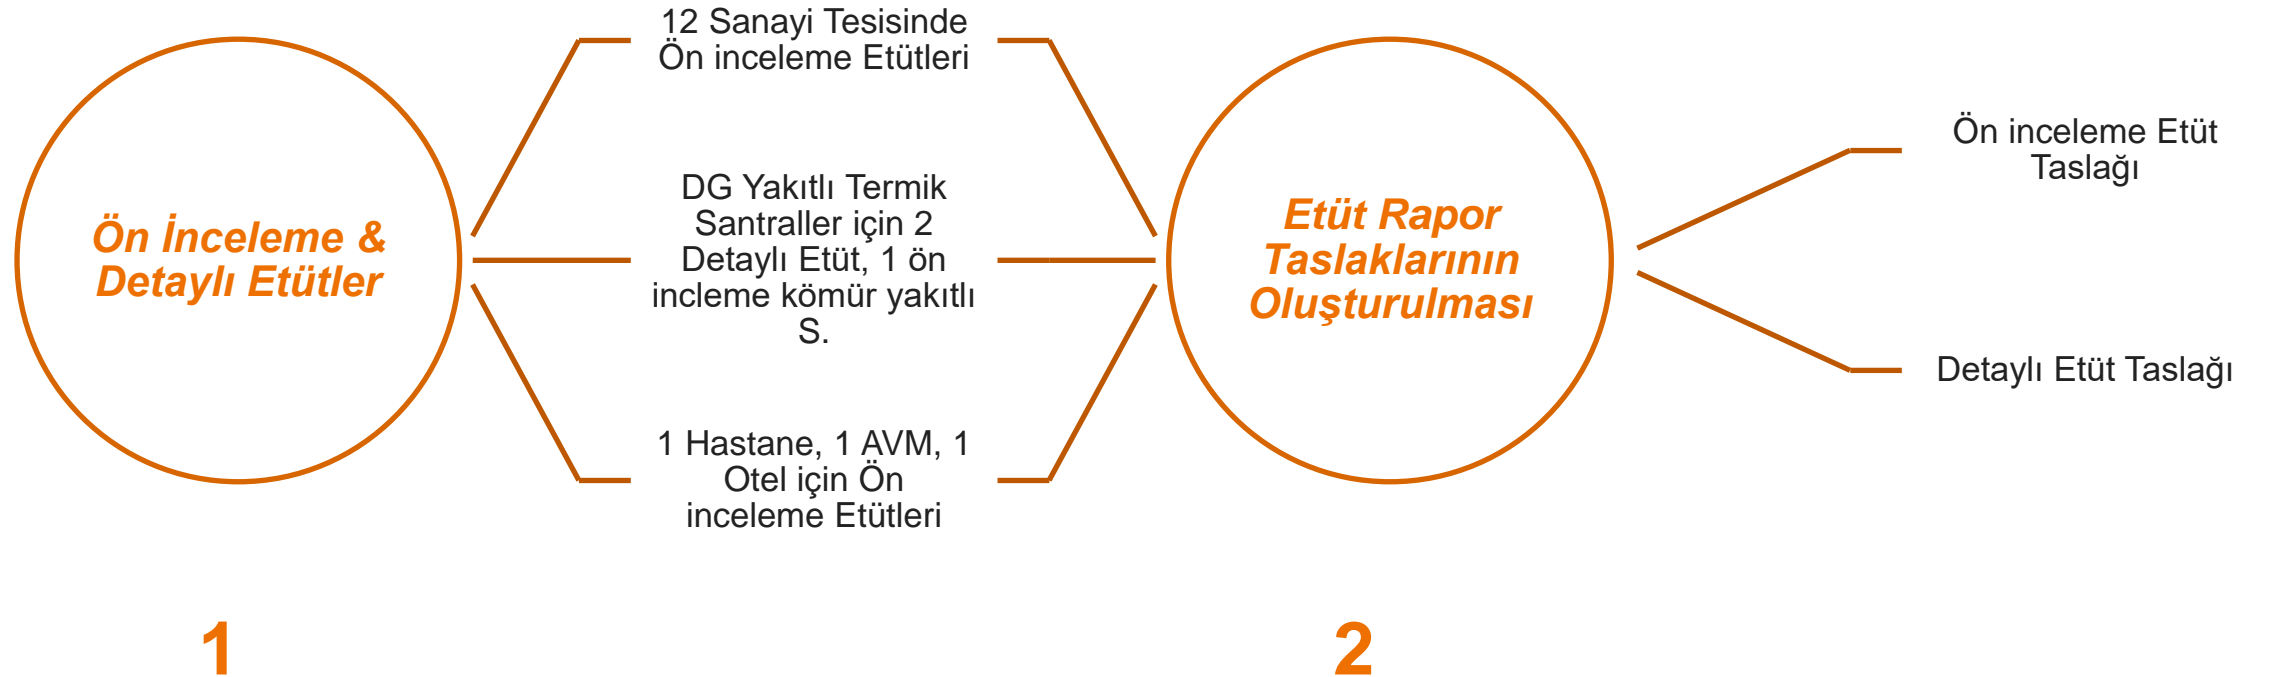 Ön İnceleme &
Detaylı Etütler
12 Sanayi Tesisinde
Ön inceleme Etütleri
DG Yakıtlı Termik
Santraller için 2
Detaylı Etüt, 1 ön
incleme kömür yakıtlı
S.
1 Hastane, 1 AVM, 1
Otel için Ön
inceleme Etütleri
Etüt Rapor
Taslaklarının
Oluşturulması
Ön inceleme Etüt
Taslağı
Detaylı Etüt Taslağı
1
2